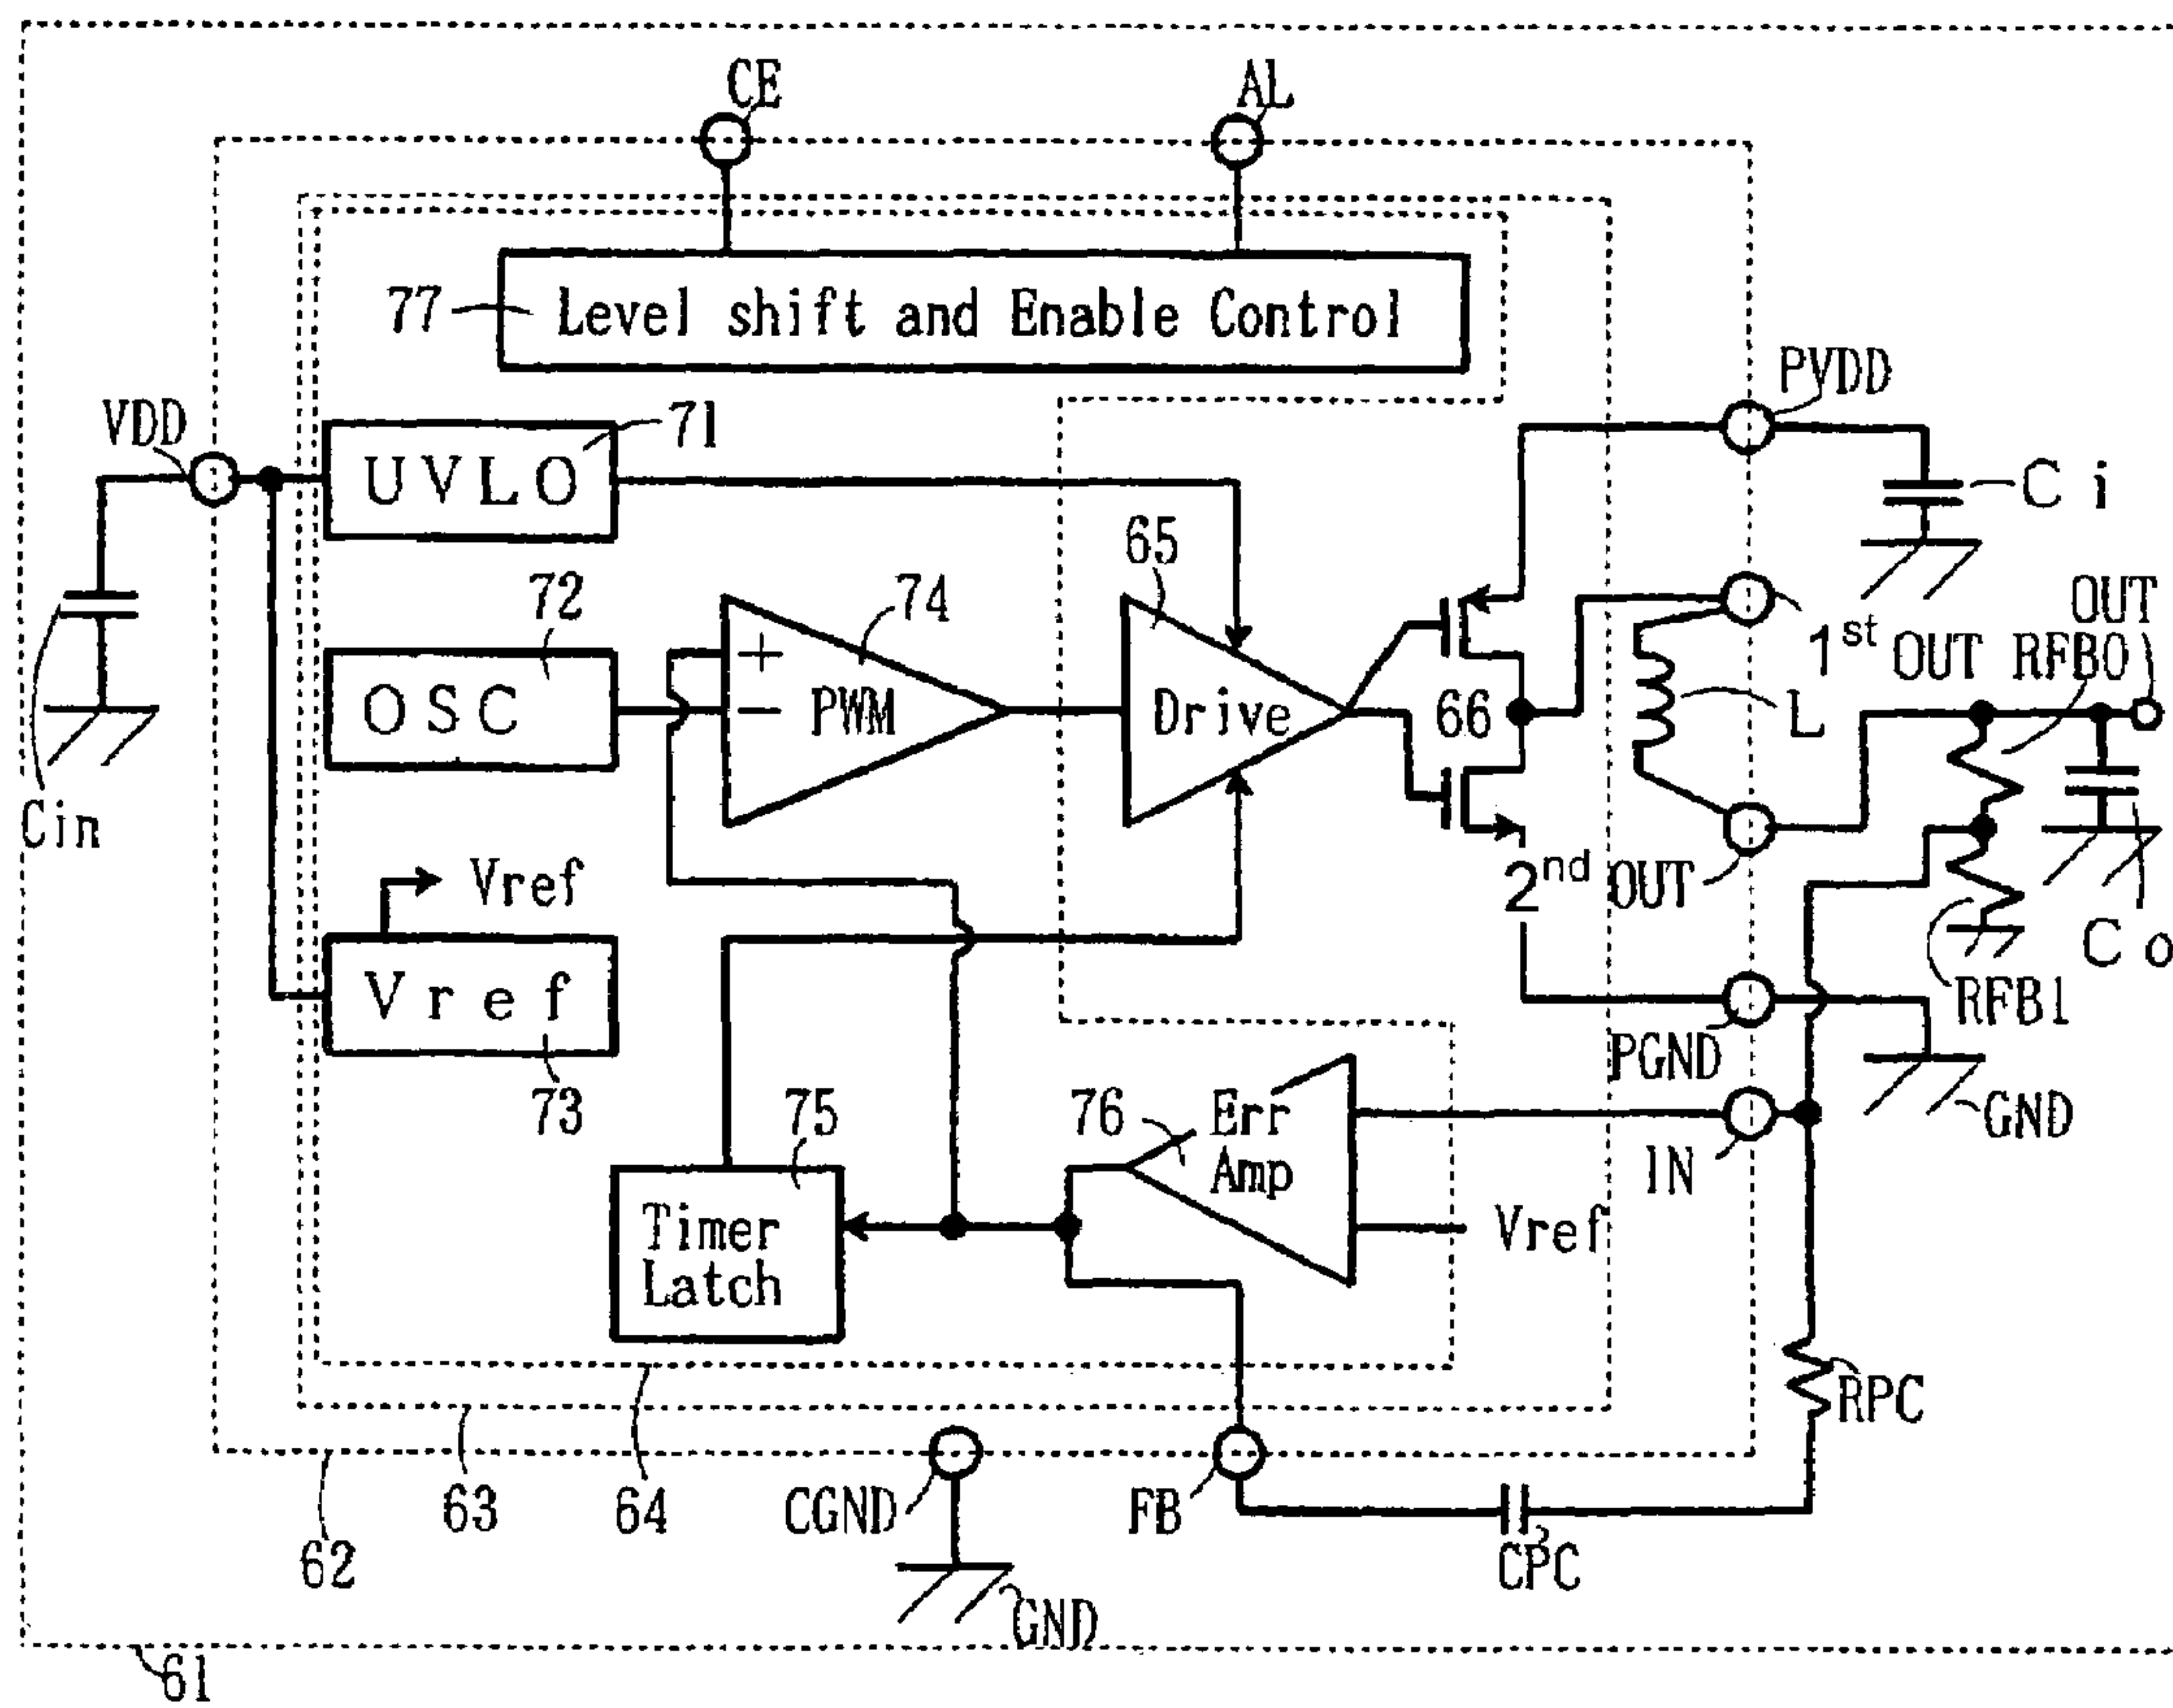 CE
AL
77
Level shift and Enable Control
PVDD
VDD
71
UVLO
Ci
65
72
74
OUT
1st OUT
RFB0
+
OSC
−
PWM
Drive
66
L
Cin
Vref
2nd OUT
Co
Vref
RFB1
PGND
73
75
76
Err Amp
GND
IN
Timer
Latch
Vref
RPC
63
64
CGND
FB
62
CPC
GND
61